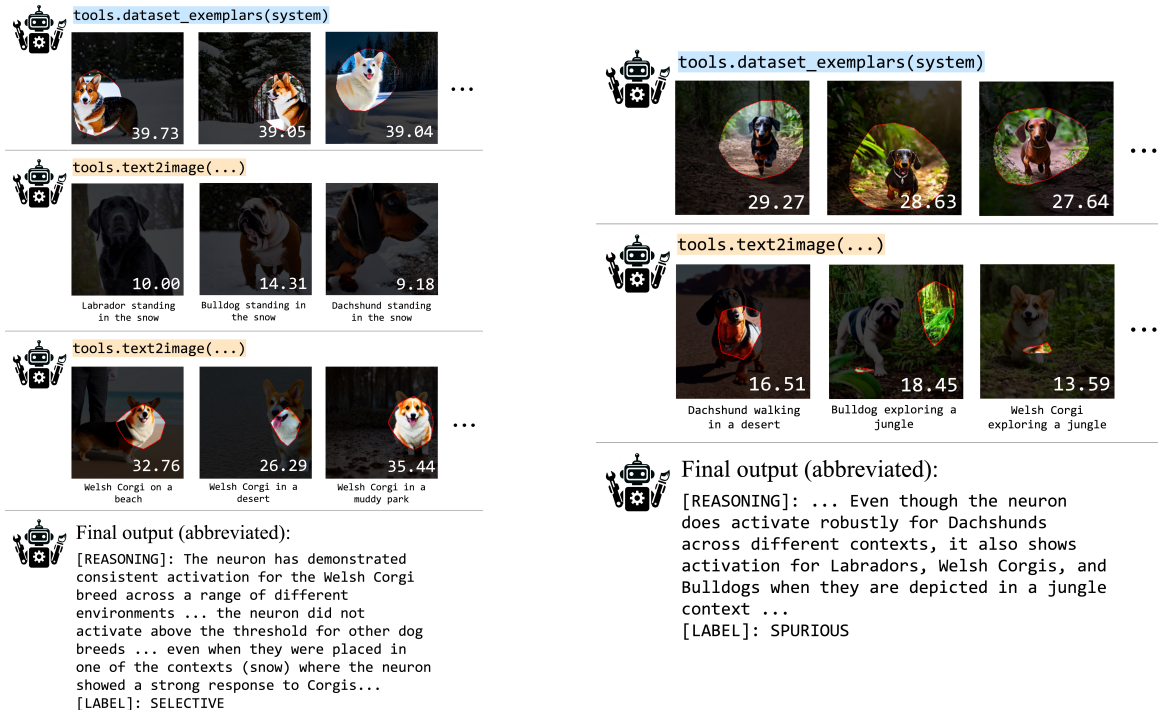 tools.dataset_exemplars(system)
39.73
39.05
39.04
...
tools.text2image(...)
10.00
14.31
9.18
Labrador standing
in the snow
Bulldog standing in
the snow
Dachshund standing
in the snow
tools.text2image(...)
32.76
26.29
35.44
...
Welsh Corgi on a
beach
Welsh Corgi in a
desert
Welsh Corgi in a
muddy park
Final output (abbreviated):
[REASONING]: The neuron has demonstrated
consistent activation for the Welsh Corgi
breed across a range of different
environments ... the neuron did not
activate above the threshold for other dog
breeds ... even when they were placed in
one of the contexts (snow) where the neuron
showed a strong response to Corgis...
[LABEL]: SELECTIVE
tools.dataset_exemplars(system)
29.27
28.63
27.64
...
tools.text2image(...)
16.51
18.45
13.59
...
Dachshund walking
in a desert
Bulldog exploring a
jungle
Welsh Corgi
exploring a jungle
Final output (abbreviated):
[REASONING]: ... Even though the neuron
does activate robustly for Dachshunds
across different contexts, it also shows
activation for Labradors, Welsh Corgis, and
Bulldogs when they are depicted in a jungle
context ...
[LABEL]: SPURIOUS